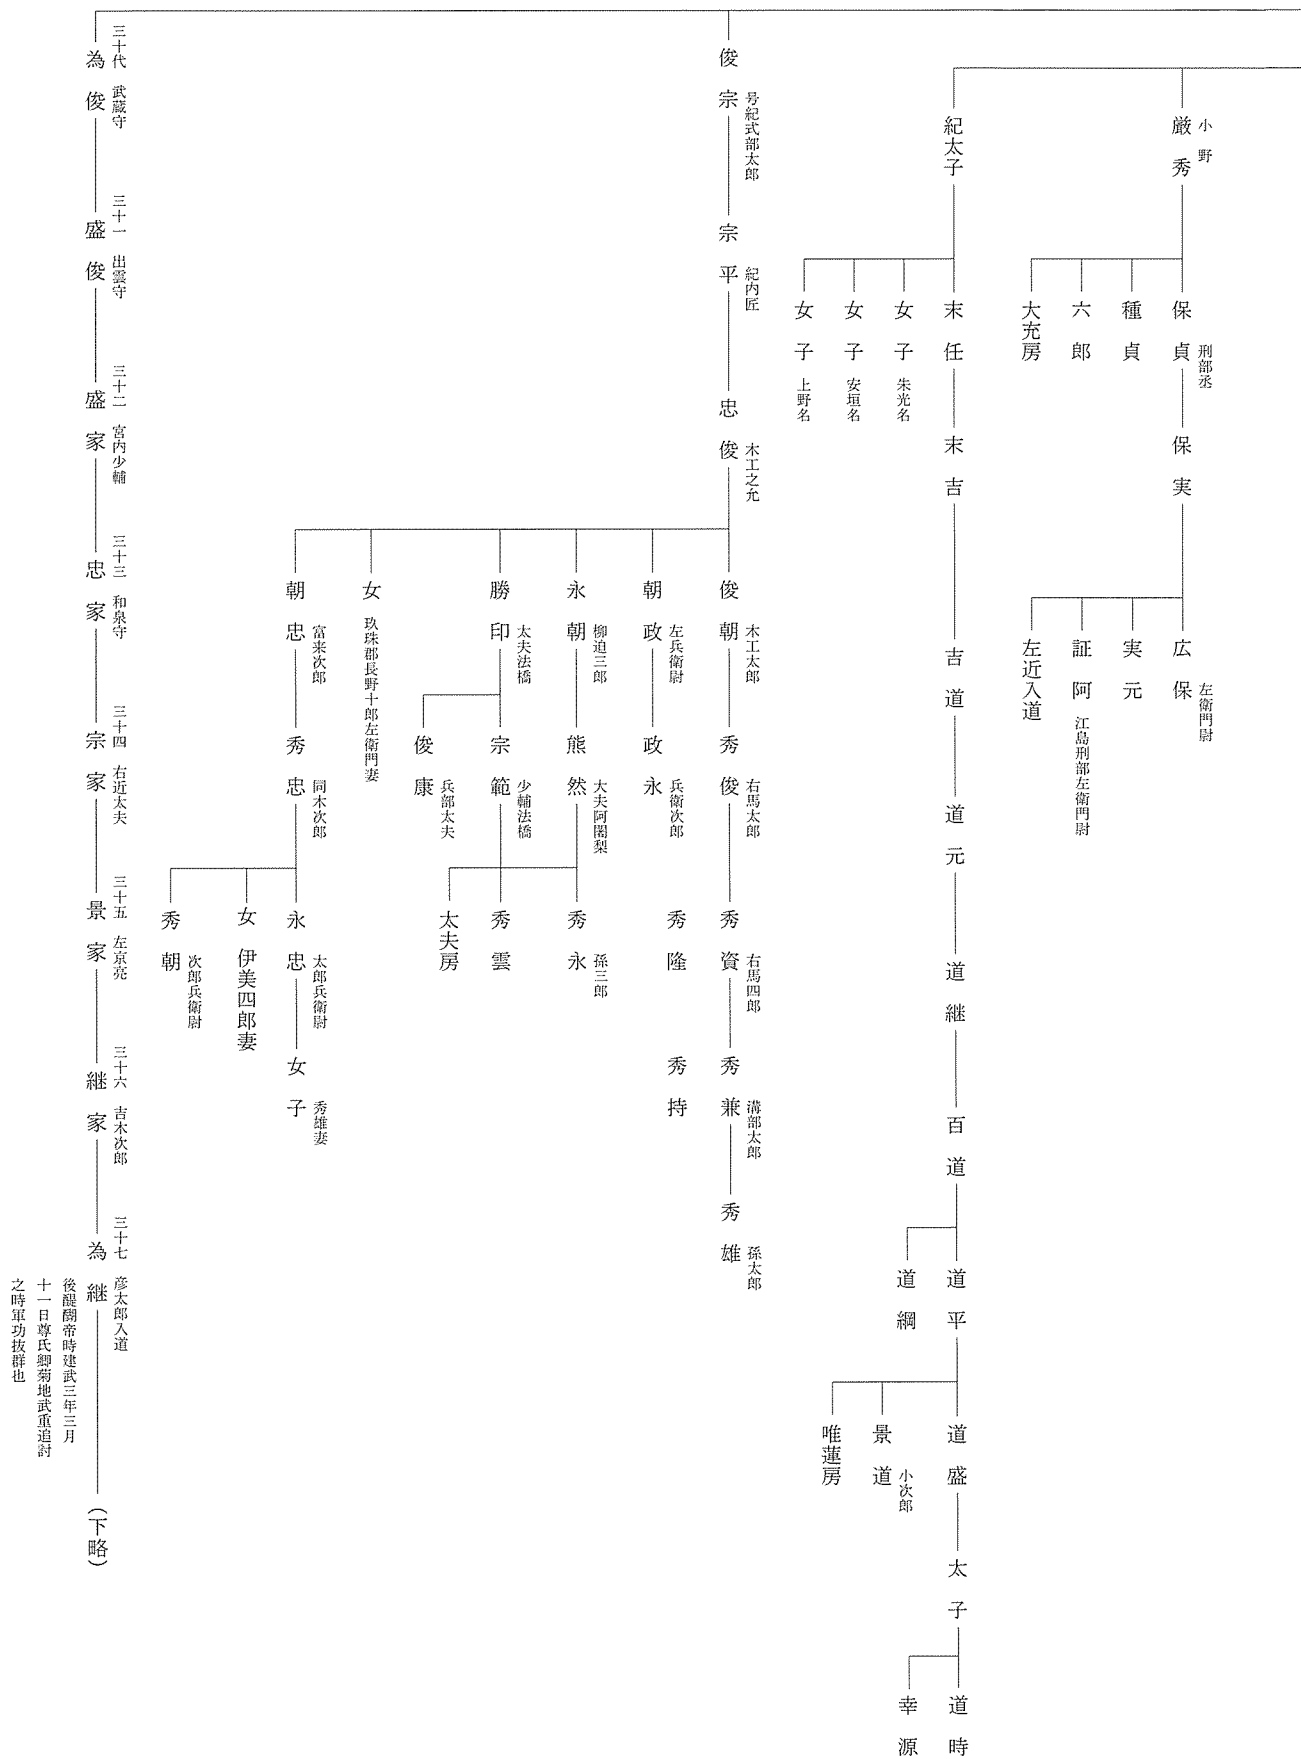 小野
厳秀
保貞 刑部丞
保実
広保 左衛門尉
実元
証阿 江島刑部左衛門尉
左近入道
種貞
六郎
大充房
紀太子
末任
末吉
吉道
道元
道継
百道
道平
道盛
太子
道時
幸源
景道 小次郎
唯蓮房
道綱
女子 朱光名
女子 安垣名
女子 上野名
俊宗 号紀式部太郎
宗平 紀内匠
忠俊 木工之允
俊朝 木工太郎
秀俊 右馬太郎
秀資 右馬四郎
秀兼 溝部太郎
秀雄 孫太郎
朝政 左兵衛尉
政永 兵衛次郎
秀隆
秀持
永朝 柳迫三郎
熊然 大夫阿闍梨
秀永 孫三郎
勝印 太夫法橋
宗範 少輔法橋
秀雲
太夫房
俊康 兵部太夫
女 玖珠郡長野十郎左衛門妻
朝忠 富来次郎
秀忠 同木次郎
永忠 太郎兵衛尉
女子 秀雄妻
女 伊美四郎妻
秀朝 次郎兵衛尉
三十代 武蔵守
為俊
三十一 出雲守
盛俊
三十二 宮内少輔
盛家
三十三 和泉守
忠家
三十四 右近太夫
宗家
三十五 左京亮
景家
三十六 吉木次郎
継家
三十七 彦太郎入道
為継
後醍醐帝時建武三年三月
十一日尊氏卿菊地武重追討
之時軍功抜群也
(下略)